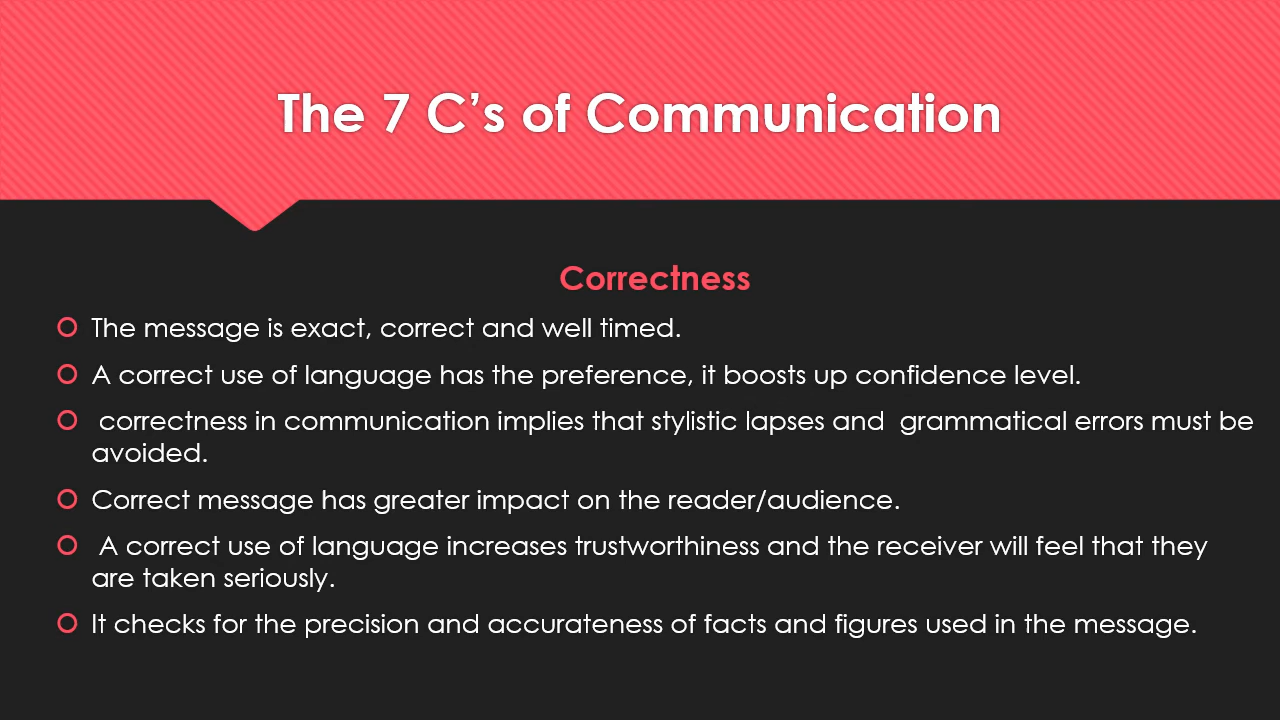 The 7 C’s of Communication
Correctness
The message is exact, correct and well timed.
A correct use of language has the preference, it boosts up confidence level.
correctness in communication implies that stylistic lapses and  grammatical errors must be
avoided.
Correct message has greater impact on the reader/audience.
A correct use of language increases trustworthiness and the receiver will feel that they
are taken seriously.
It checks for the precision and accurateness of facts and figures used in the message.